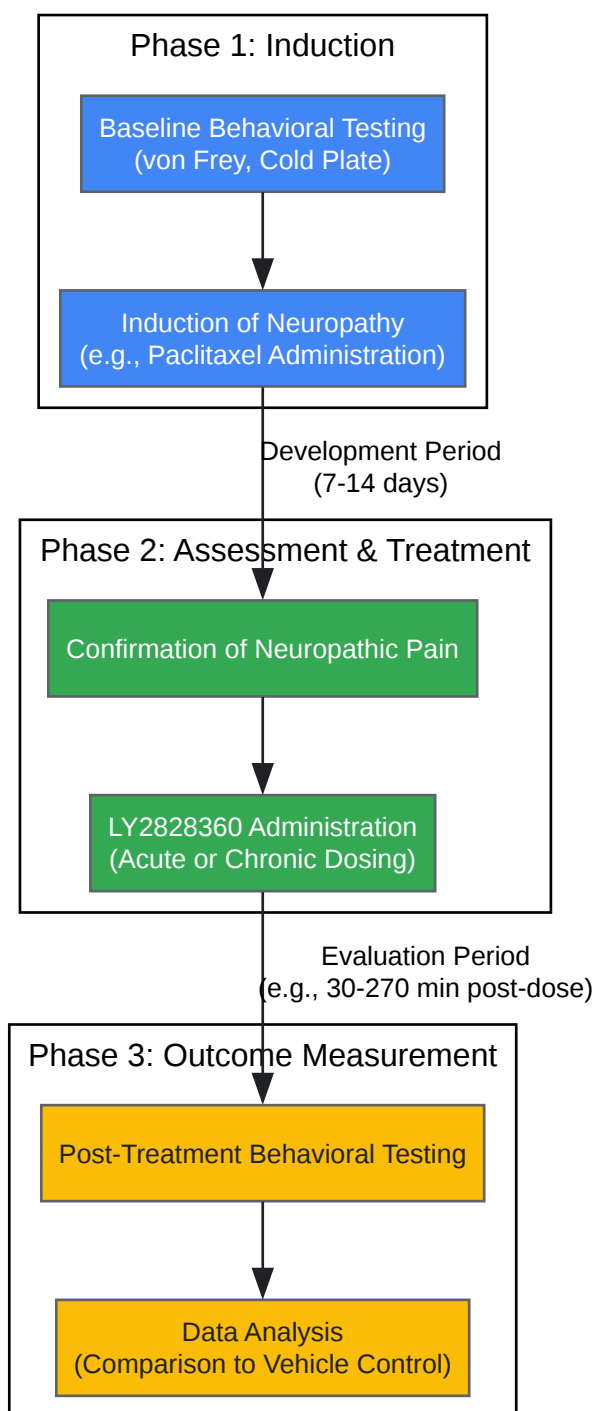 Phase 1: Induction
Baseline Behavioral Testing
(von Frey, Cold Plate)
Induction of Neuropathy
(e.g., Paclitaxel Administration)
Development Period
(7-14 days)
Phase 2: Assessment & Treatment
Confirmation of Neuropathic Pain
LY2828360 Administration
(Acute or Chronic Dosing)
Evaluation Period
(e.g., 30-270 min post-dose)
Phase 3: Outcome Measurement
Post-Treatment Behavioral Testing
Data Analysis
(Comparison to Vehicle Control)